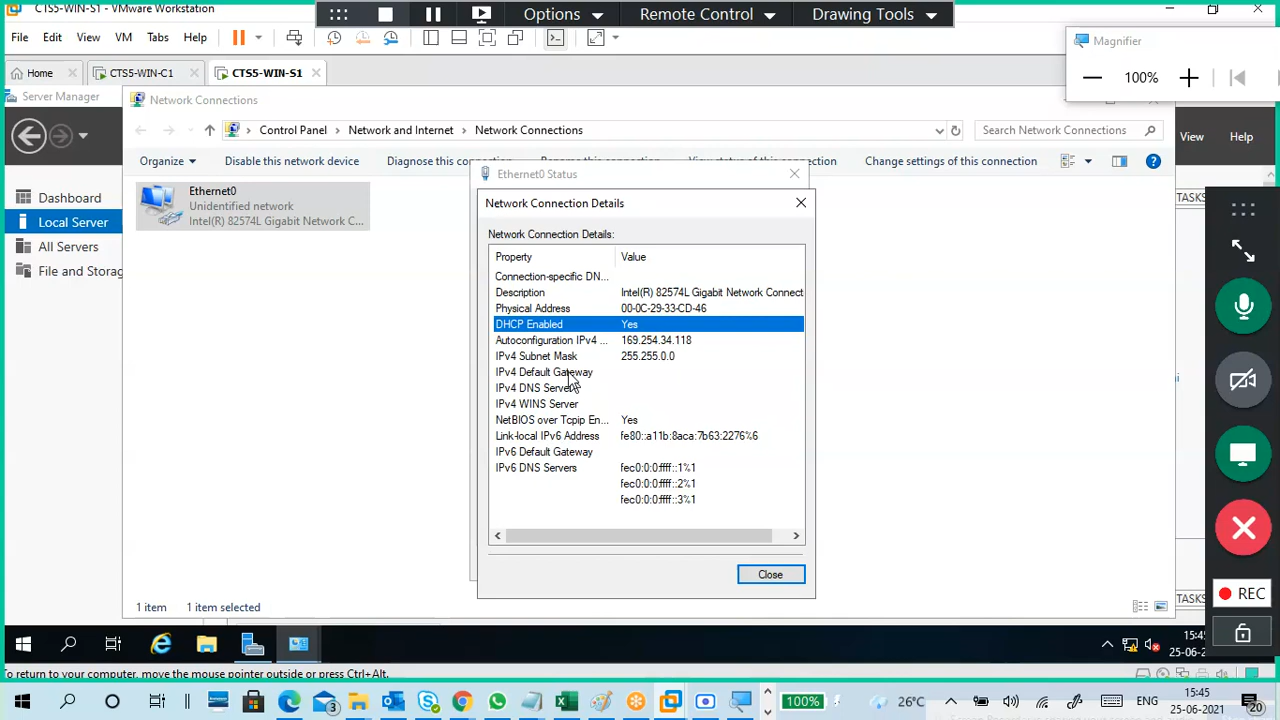 CTS5-WIN-S1 - VMware Workstation
Options
Remote Control
Drawing Tools
File Edit View VM Tabs Help
Magnifier
100%
Home
CTS5-WIN-C1
CTS5-WIN-S1
Server Manager
Network Connections
Control Panel
Network and Internet
Network Connections
Search Network Connections
View
Help
Organize
Disable this network device
Diagnose this
View status of this connection
Change settings of this connection
Dashboard
Local Server
All Servers
File and Storag
Ethernet0
Unidentified network
Intel(R) 82574L Gigabit Network C...
TASKS
Ethernet0 Status
Network Connection Details
Network Connection Details:
Property Value
Connection-specific DN...
Description Intel(R) 82574L Gigabit Network Connect
Physical Address 00-0C-29-33-CD-46
DHCP Enabled Yes
Autoconfiguration IPv4 ... 169.254.34.118
IPv4 Subnet Mask 255.255.0.0
IPv4 Default Gateway
IPv4 DNS Servers
IPv4 WINS Server
NetBIOS over Tcpip En... Yes
Link-local IPv6 Address fe80::a11b:8aca:7b63:2276%6
IPv6 Default Gateway
IPv6 DNS Servers fec0:0:0:ffff::1%1
fec0:0:0:ffff::2%1
fec0:0:0:ffff::3%1
Close
REC
TASKS
1 item
1 item selected
15:45
25-06-2
To return to your computer, move the mouse pointer outside or press Ctrl+Alt.
3
100%
26°C
ENG
15:45
25-06-2021
20